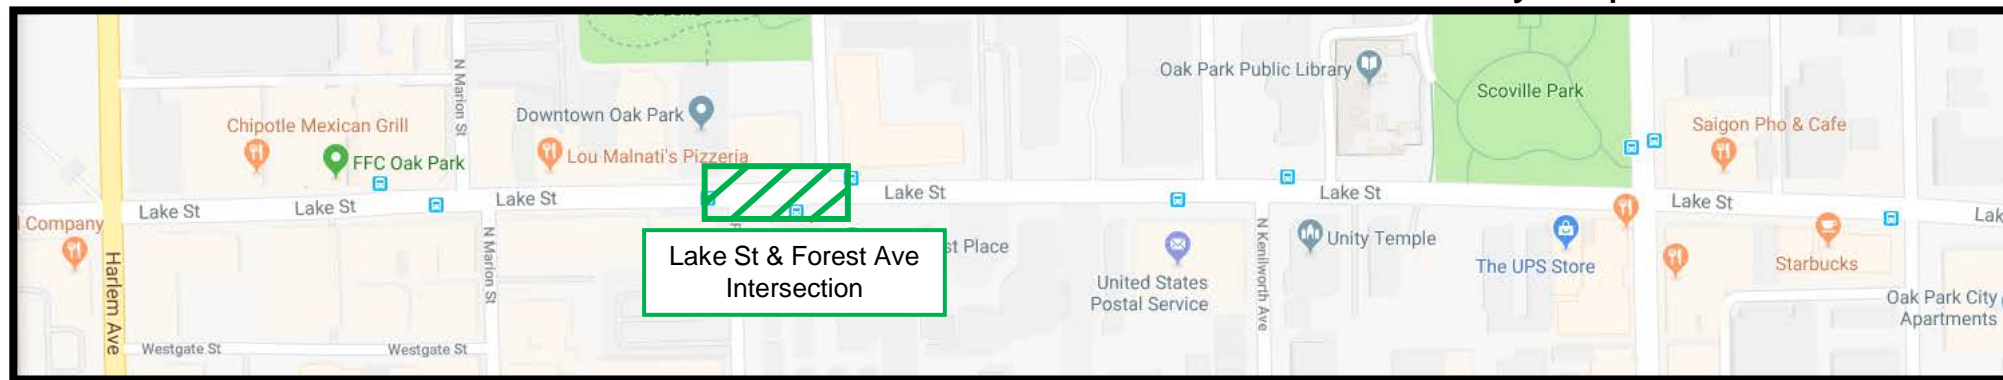 N Marion St
Oak Park Public Library
Scoville Park
Downtown Oak Park
Chipotle Mexican Grill
Saigon Pho & Cafe
Lou Malnati's Pizzeria
FFC Oak Park
Lake St
Lake St
Lake St
Lake St
Lake St
Lake St
Company
Harlem Ave
N Marion St
Lake St & Forest Ave
Intersection
Place
N Kenilworth Ave
Unity Temple
The UPS Store
Starbucks
United States
Postal Service
Oak Park City
Apartments
Westgate St
Westgate St